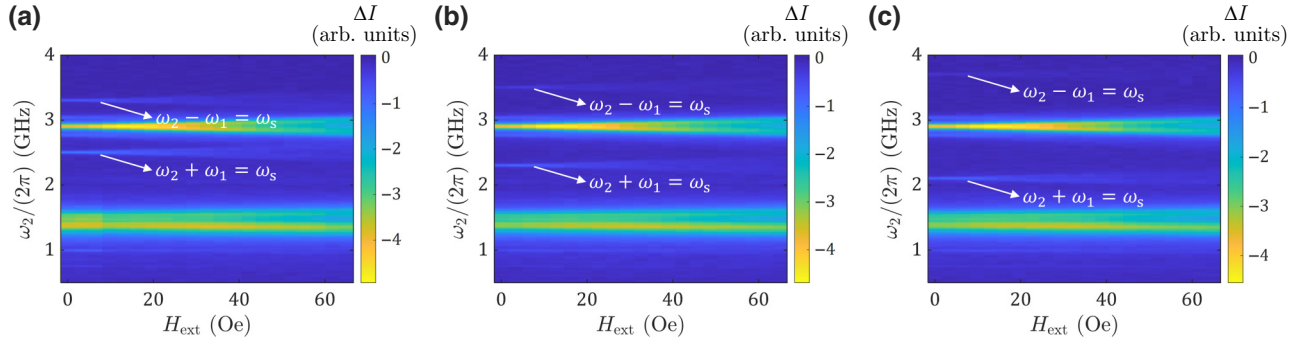 (a)
ΔI
(arb. units)
4
3
2
1
ω₂/(2π) (GHz)
ω₂ − ω₁ = ωₛ
ω₂ + ω₁ = ωₛ
0
−1
−2
−3
−4
0 20 40 60
H_ext (Oe)
(b)
ΔI
(arb. units)
4
3
2
1
ω₂/(2π) (GHz)
ω₂ − ω₁ = ωₛ
ω₂ + ω₁ = ωₛ
0
−1
−2
−3
−4
0 20 40 60
H_ext (Oe)
(c)
ΔI
(arb. units)
4
3
2
1
ω₂/(2π) (GHz)
ω₂ − ω₁ = ωₛ
ω₂ + ω₁ = ωₛ
0
−1
−2
−3
−4
0 20 40 60
H_ext (Oe)